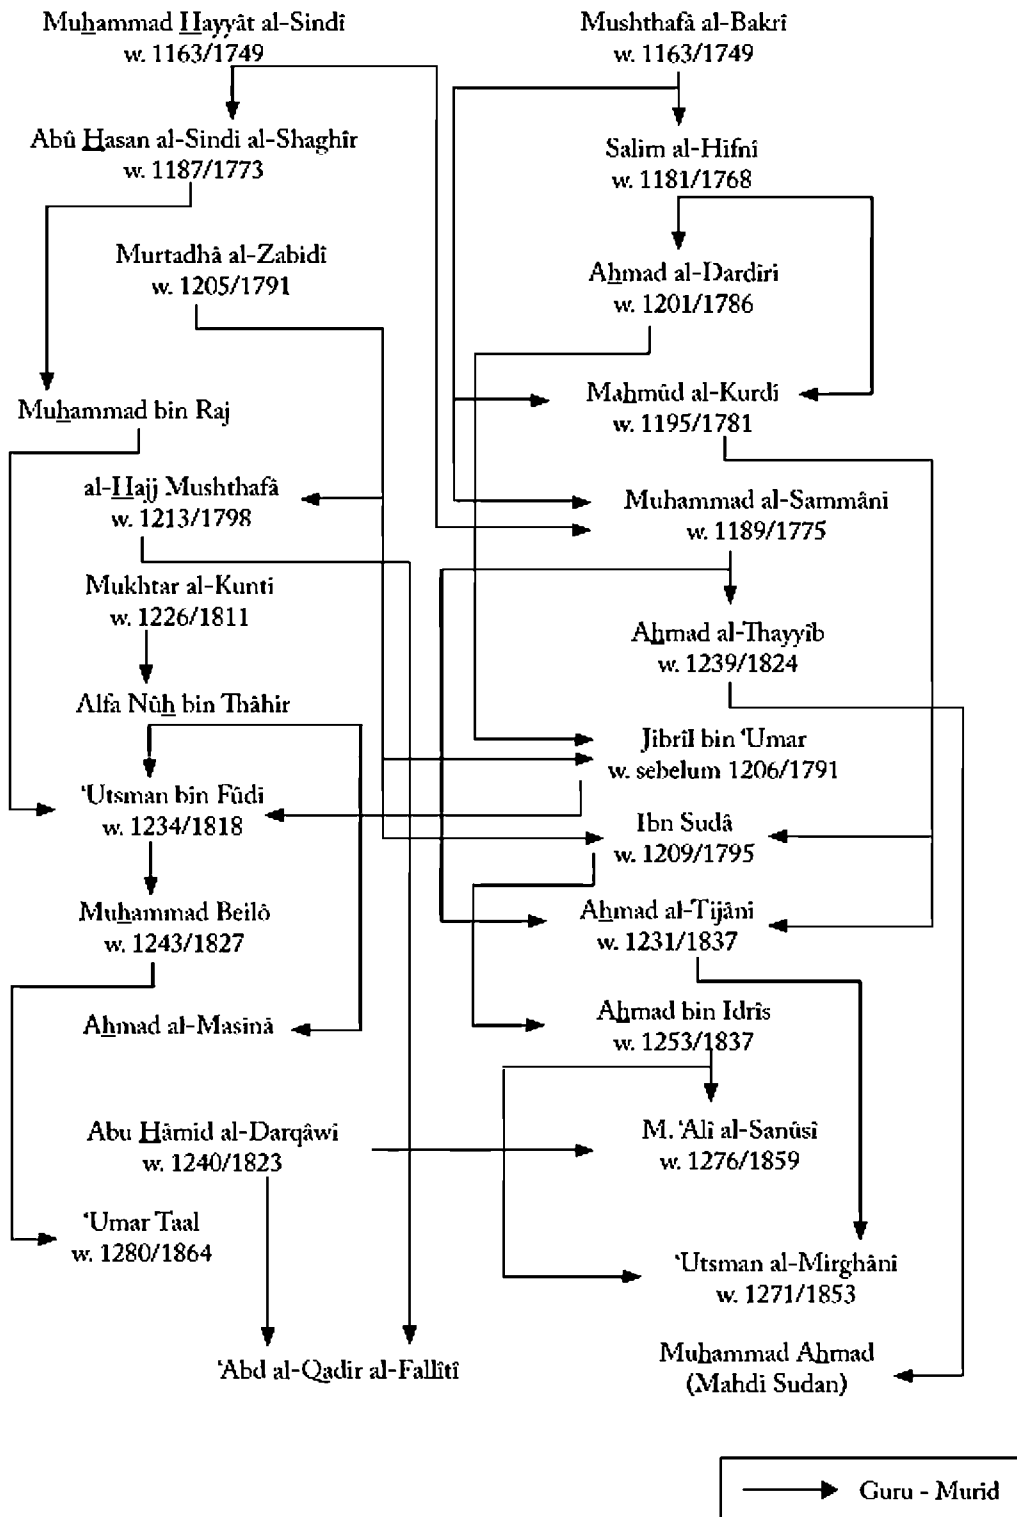 Muhammad Hayyât al-Sindî
w. 1163/1749
Mushthafâ al-Bakrî
w. 1163/1749
Abû Hasan al-Sindi al-Shaghîr
w. 1187/1773
Salim al-Hifnî
w. 1181/1768
Murtadhâ al-Zabidî
w. 1205/1791
Ahmad al-Dardiri
w. 1201/1786
Muhammad bin Raj
Mahmûd al-Kurdî
w. 1195/1781
al-Hajj Mushthafâ
w. 1213/1798
Muhammad al-Sammâni
w. 1189/1775
Mukhtar al-Kunti
w. 1226/1811
Ahmad al-Thayyîb
w. 1239/1824
Alfa Nûh bin Thâhir
Jibrîl bin ‘Umar
w. sebelum 1206/1791
‘Utsman bin Fûdi
w. 1234/1818
Ibn Sudâ
w. 1209/1795
Muhammad Beilô
w. 1243/1827
Ahmad al-Tijâni
w. 1231/1837
Ahmad al-Masinâ
Ahmad bin Idrîs
w. 1253/1837
Abu Hâmid al-Darqâwi
w. 1240/1823
M. ‘Alî al-Sanûsî
w. 1276/1859
‘Umar Taal
w. 1280/1864
‘Utsman al-Mirghânî
w. 1271/1853
‘Abd al-Qadir al-Fallîtî
Muhammad Ahmad
(Mahdi Sudan)
Guru - Murid